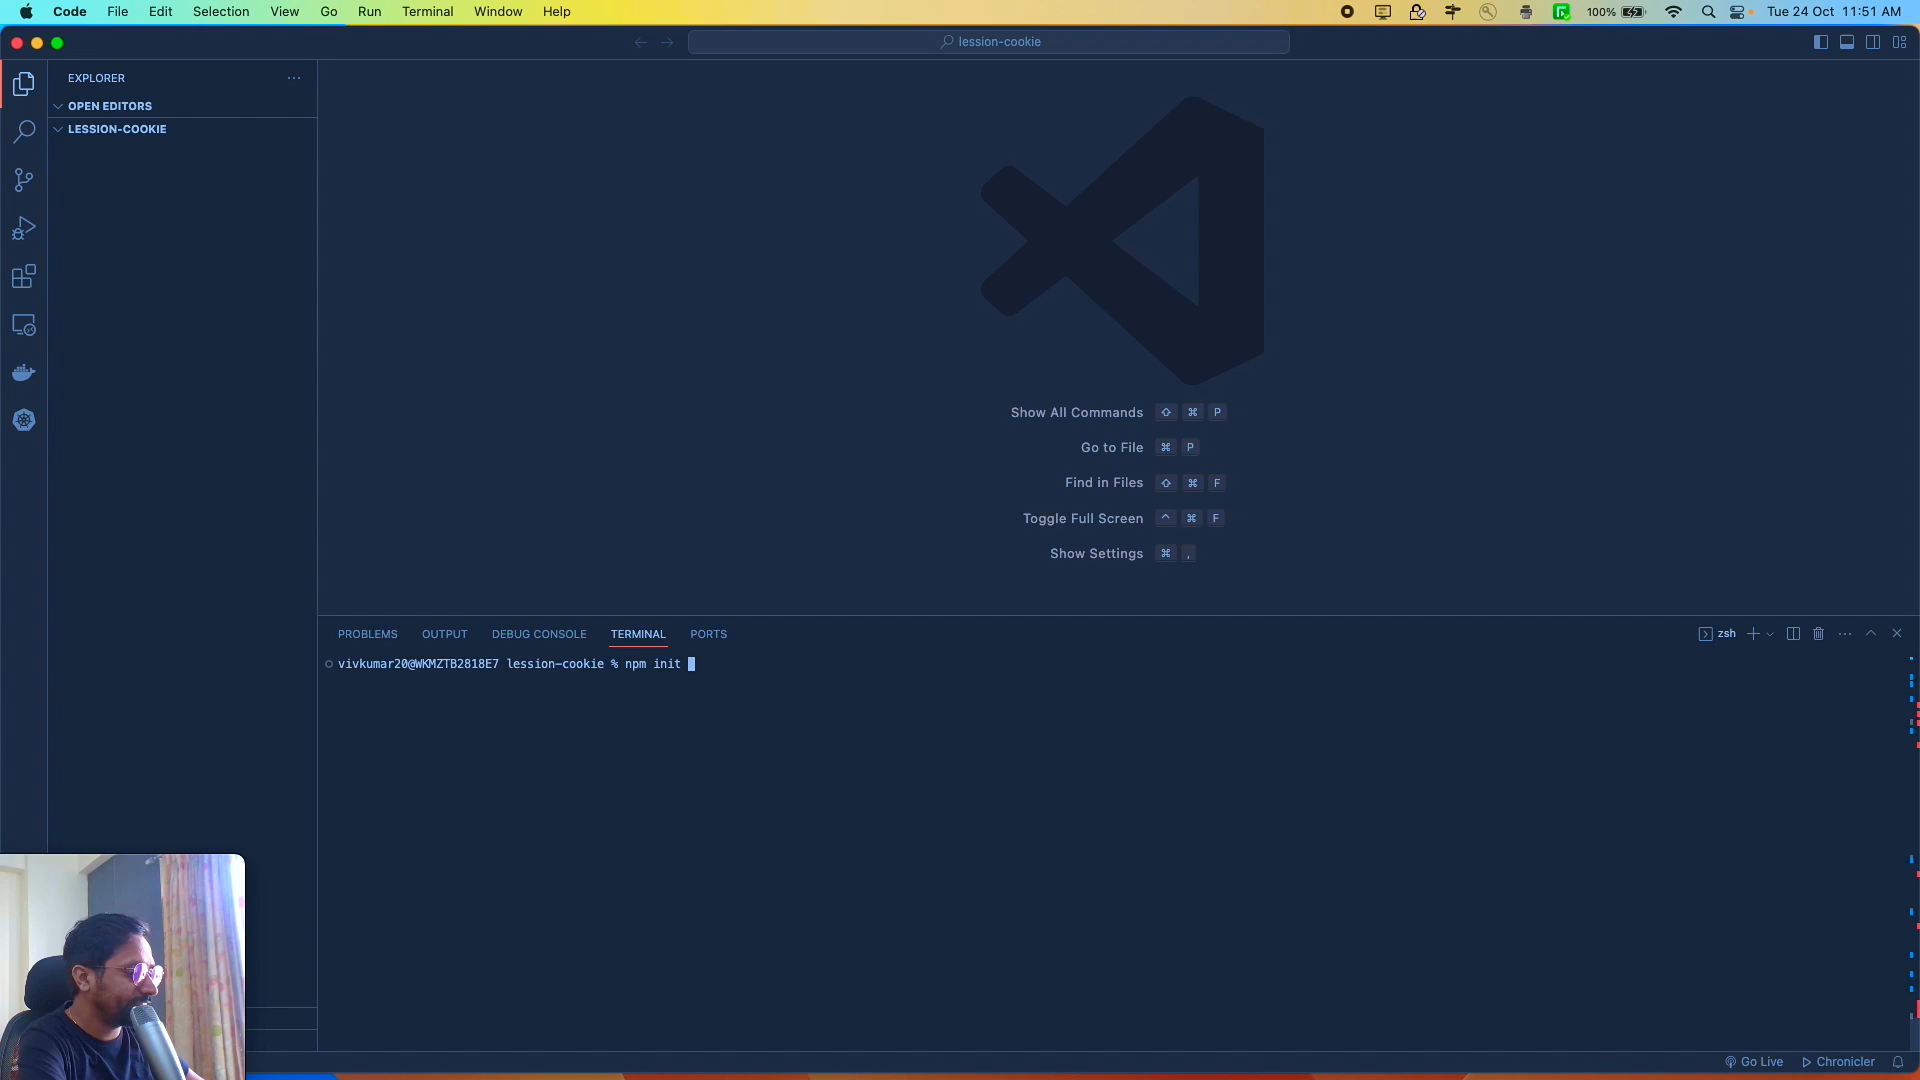 Code File Edit Selection View Go Run Terminal Window Help 100% Tue 24 Oct 11:51 AM
lession-cookie
EXPLORER
OPEN EDITORS
LESSION-COOKIE
Show All Commands ⇧ ⌘ P
Go to File ⌘ P
Find in Files ⇧ ⌘ F
Toggle Full Screen ^ ⌘ F
Show Settings ⌘ ,
PROBLEMS OUTPUT DEBUG CONSOLE TERMINAL PORTS zsh
vivkumar20@WKMZTB2818E7 lession-cookie % npm init
Go Live Chronicler